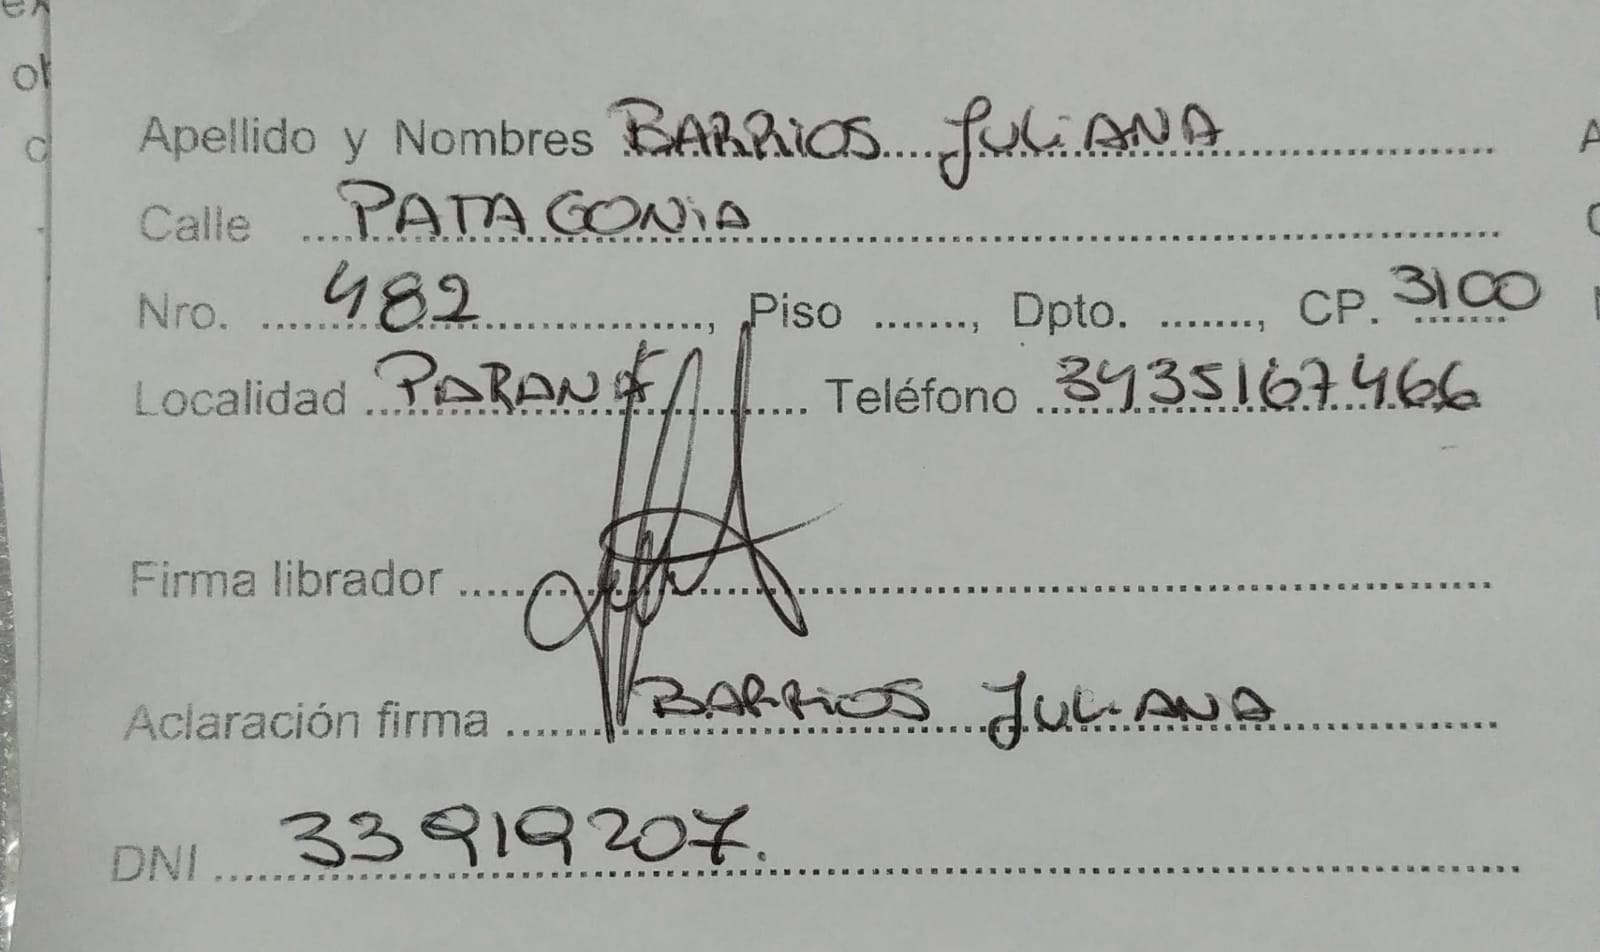 Apellido y Nombres BARRIOS JULIANA
Calle PATAGONIA
Nro. 482, Piso ......., Dpto. ......., CP. 3100
Localidad PARANÁ Teléfono 3435167466
Firma librador
Aclaración firma BARRIOS JULIANA
DNI 33919207.